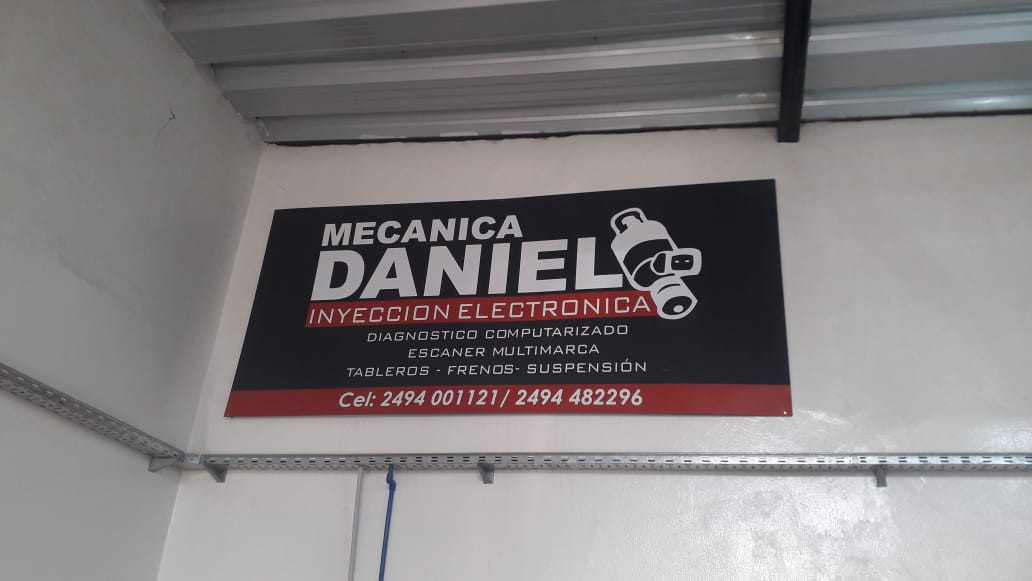 MECANICA
DANIEL
INYECCION ELECTRONICA
DIAGNOSTICO COMPUTARIZADO
ESCANER MULTIMARCA
TABLEROS - FRENOS- SUSPENSIÓN
Cel: 2494 001121/ 2494 482296